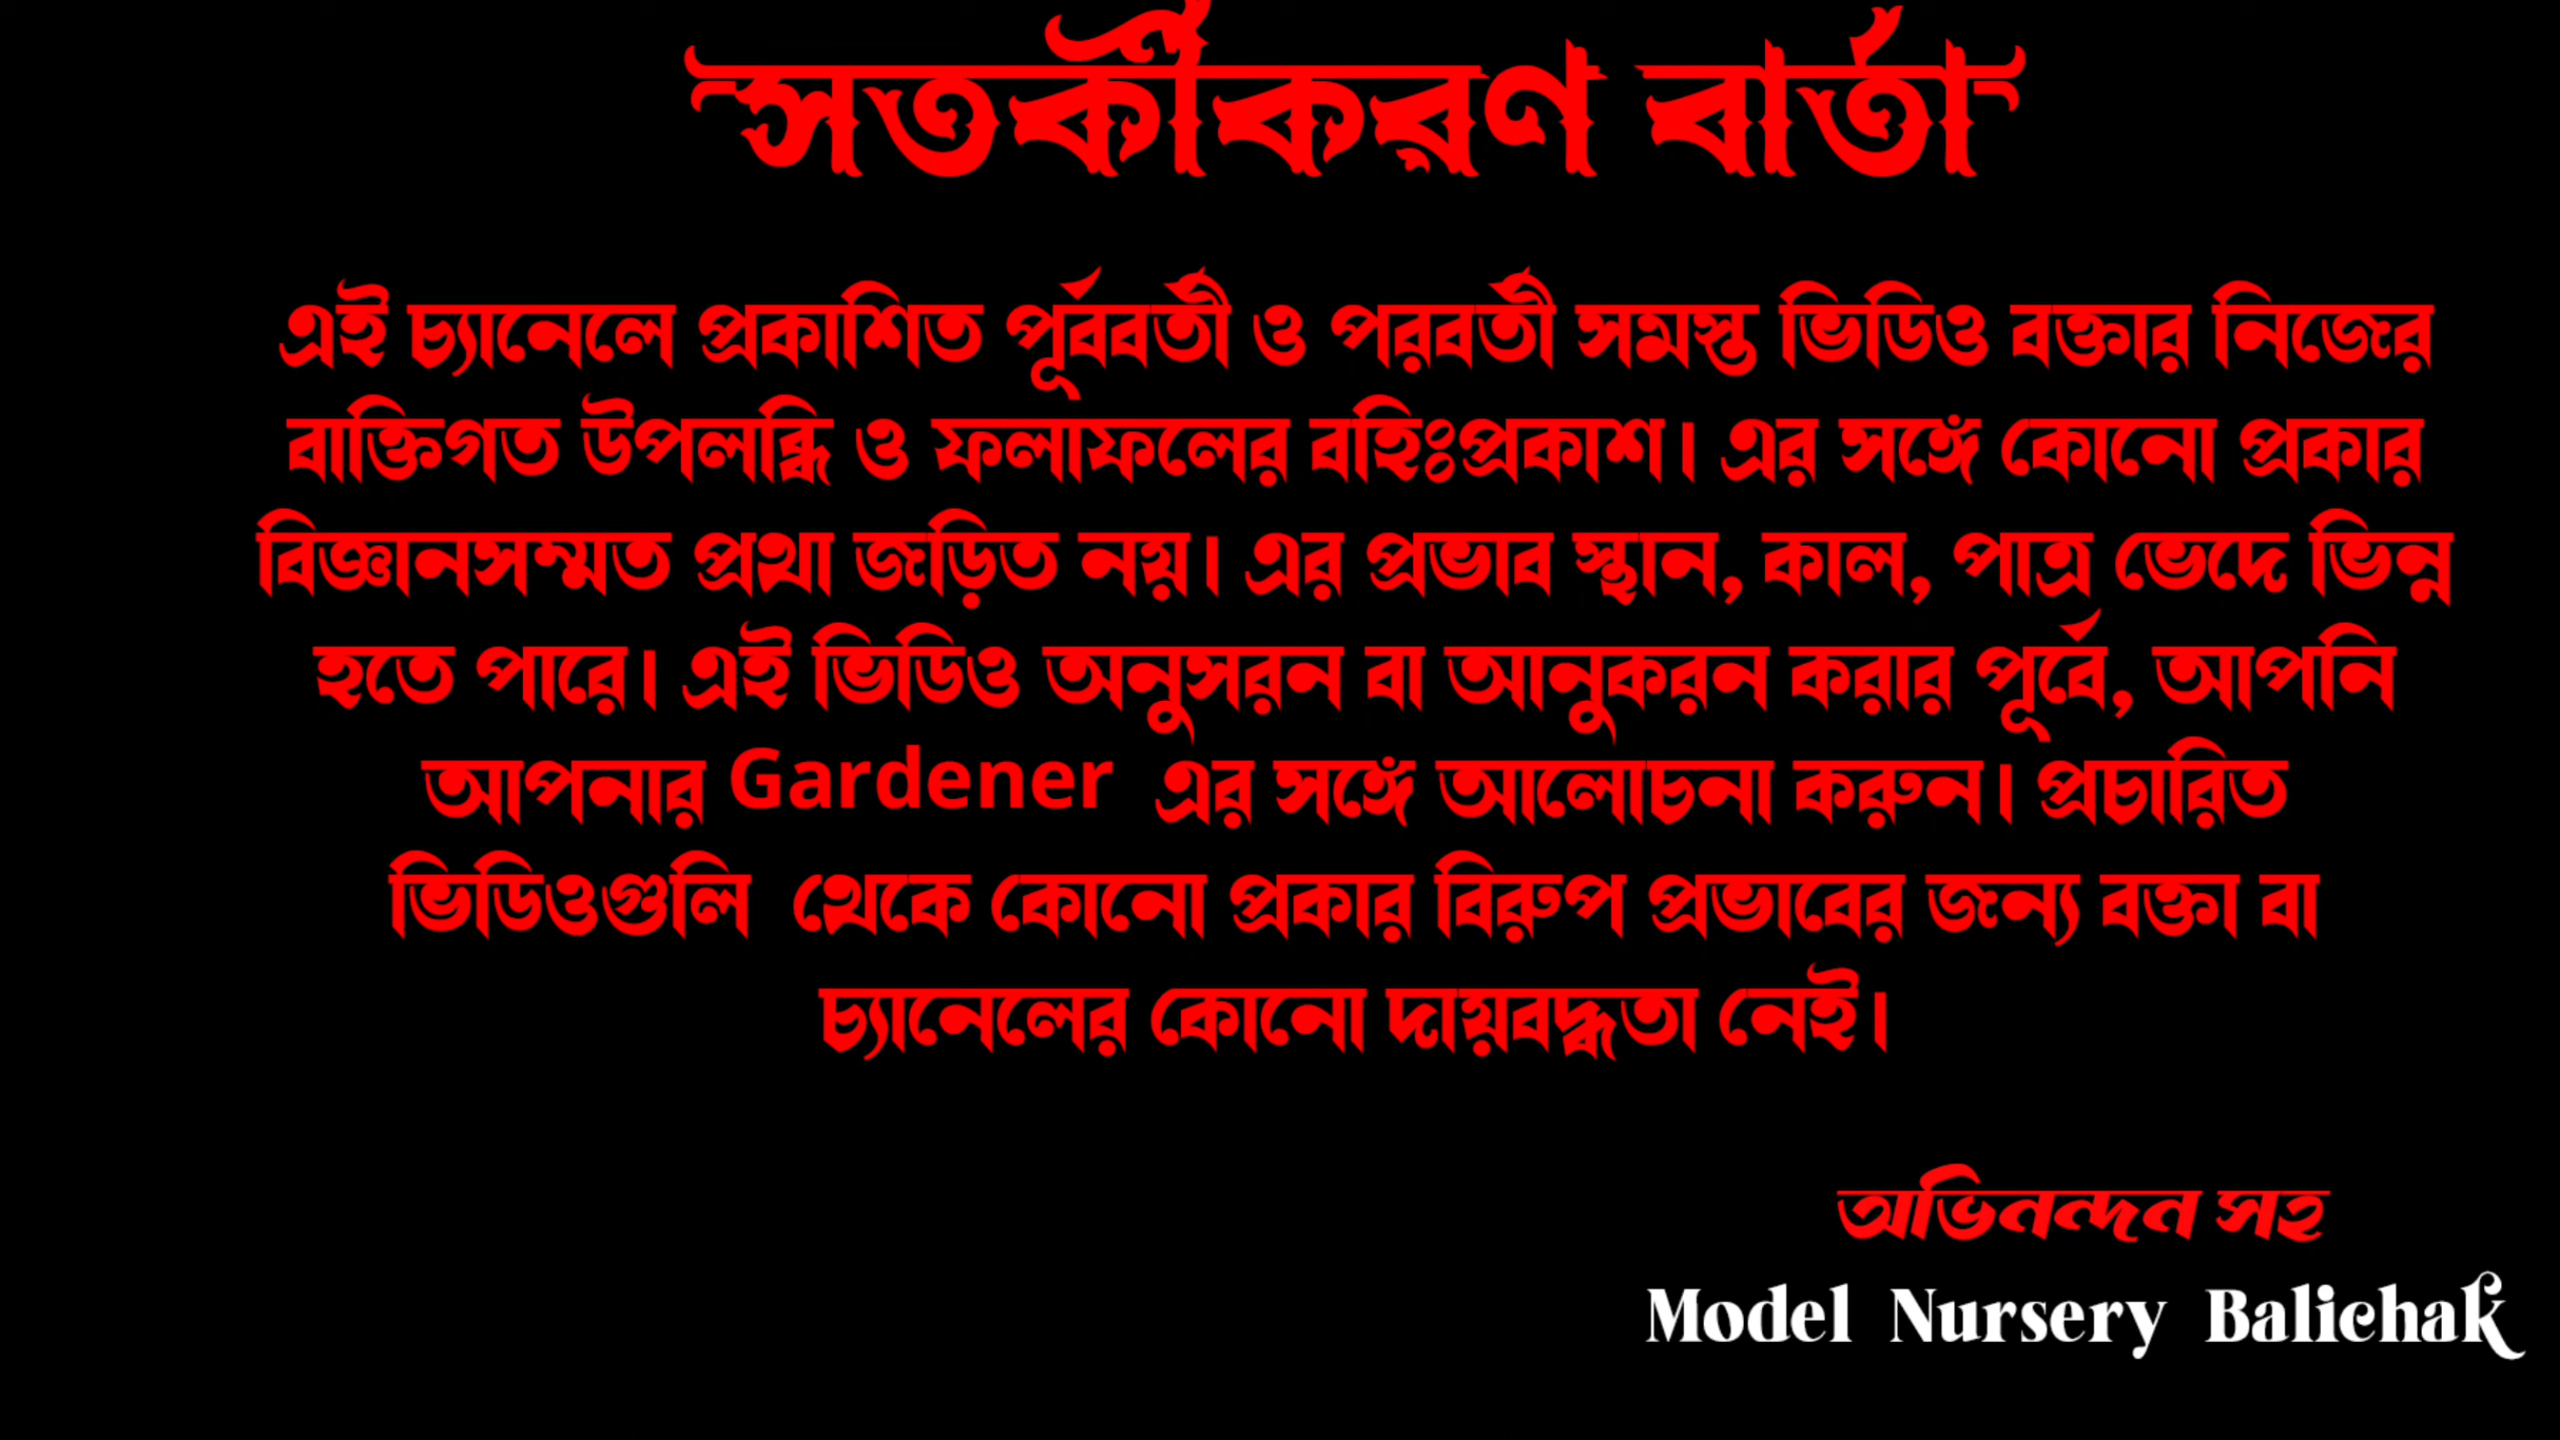 সতর্কীকরণ বার্তা
এই চ্যানেলে প্রকাশিত পূর্ববর্তী ও পরবর্তী সমস্ত ভিডিও বক্তার নিজের
ব্যক্তিগত উপলব্ধি ও ফলাফলের বহিঃপ্রকাশ। এর সঙ্গে কোনো প্রকার
বিজ্ঞানসম্মত প্রথা জড়িত নয়। এর প্রভাব স্থান, কাল, পাত্র ভেদে ভিন্ন
হতে পারে। এই ভিডিও অনুসরন বা আনুকরন করার পূর্বে, আপনি
আপনার Gardener এর সঙ্গে আলোচনা করুন। প্রচারিত
ভিডিওগুলি থেকে কোনো প্রকার বিরুপ প্রভাবের জন্য বক্তা বা
চ্যানেলের কোনো দায়বদ্ধতা নেই।
অভিনন্দন সহ
Model Nursery Balichak